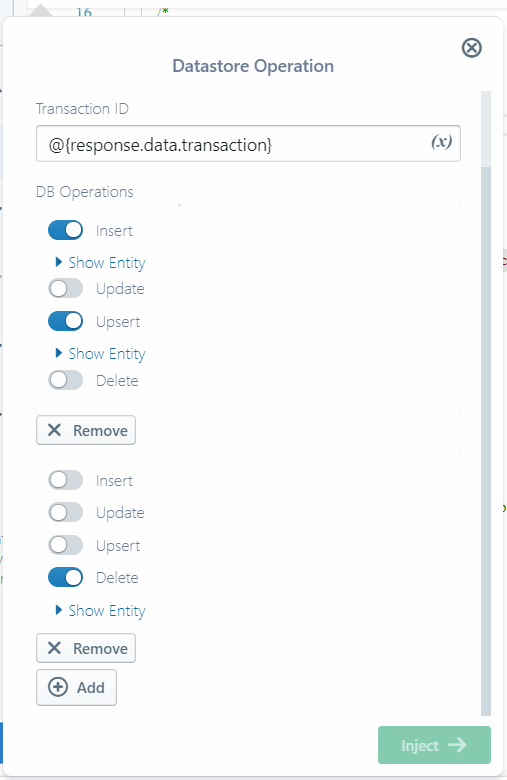 16
/*
Datastore Operation
Transaction ID
@{response.data.transaction}
(x)
DB Operations
Insert
Show Entity
Update
Upsert
Show Entity
Delete
Remove
Insert
Update
Upsert
Delete
Show Entity
Remove
Add
Inject